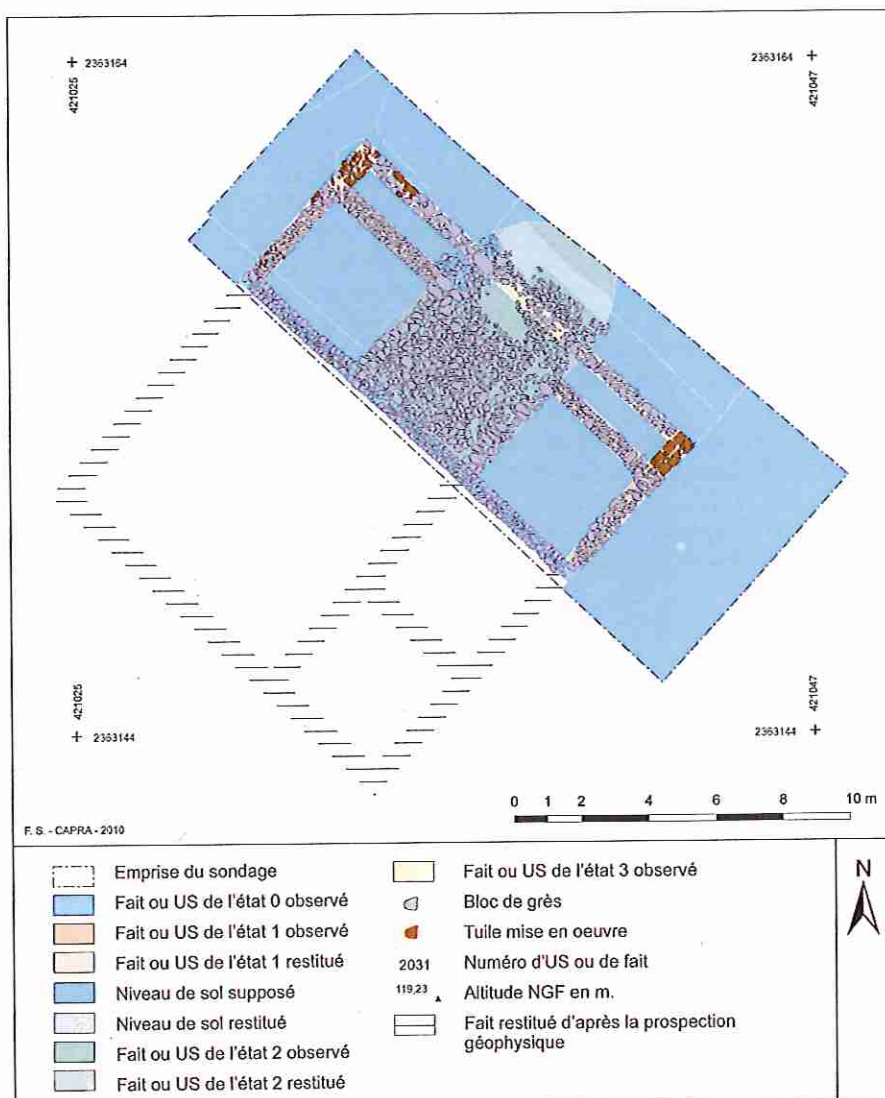 2363164
421025
2363164
421047
421025
2363144
421047
2363144
0 1 2 4 6 8 10 m
F. S. - CAPRA - 2010
Emprise du sondage
Fait ou US de l'état 0 observé
Fait ou US de l'état 1 observé
Fait ou US de l'état 1 restitué
Niveau de sol supposé
Niveau de sol restitué
Fait ou US de l'état 2 observé
Fait ou US de l'état 2 restitué
Fait ou US de l'état 3 observé
Bloc de grès
Tuile mise en oeuvre
2031 Numéro d'US ou de fait
119,23 Altitude NGF en m.
Fait restitué d'après la prospection
géophysique
N